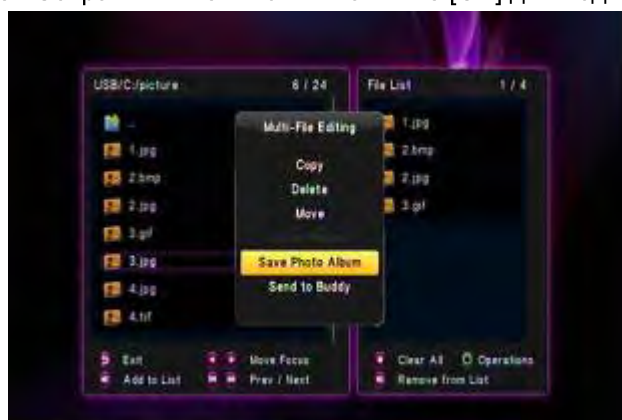 USB/C:/picture 6 / 24
..
1.jpg
2.bmp
2.jpg
3.gif
3.jpg
4.jpg
4.tif
Exit Move Focus
Add to List Prev / Next
Multi-File Editing
Copy
Delete
Move
Save Photo Album
Send to Buddy
File List 1 / 4
1.jpg
2.bmp
2.jpg
3.gif
Clear All Operations
Remove from List